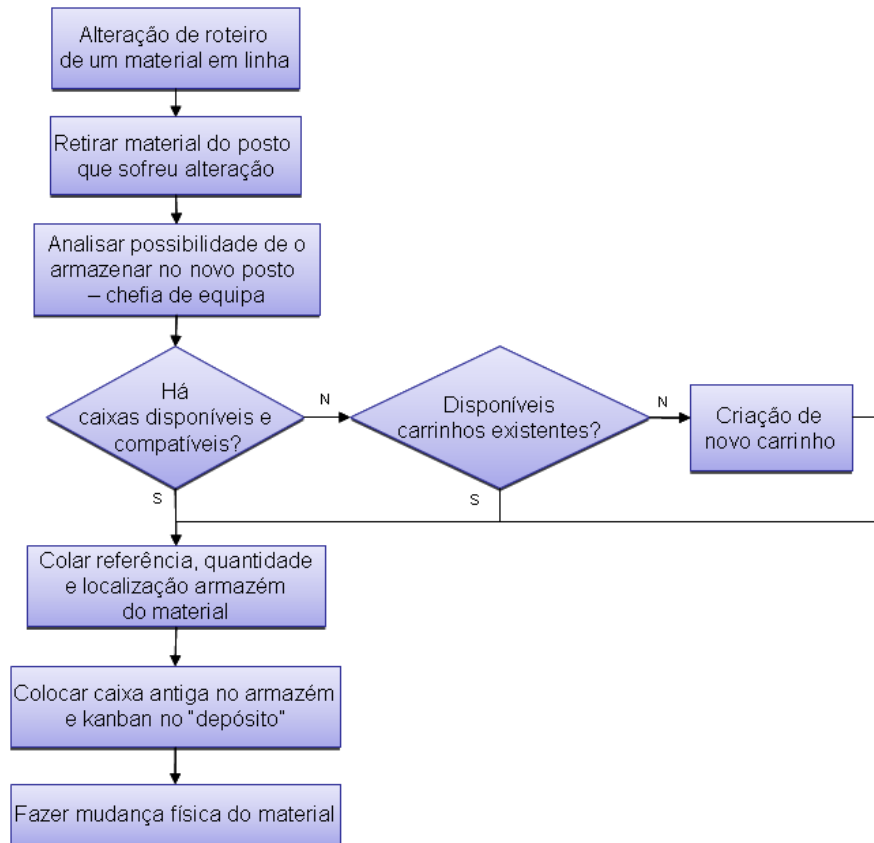 Alteração de roteiro
de um material em linha
Retirar material do posto
que sofreu alteração
Analisar possibilidade de o
armazenar no novo posto
– chefia de equipa
Há
caixas disponíveis e
compatíveis?
N
Disponíveis
carrinhos existentes?
N
Criação de
novo carrinho
S
S
Colar referência, quantidade
e localização armazém
do material
Colocar caixa antiga no armazém
e kanban no “depósito”
Fazer mudança física do material